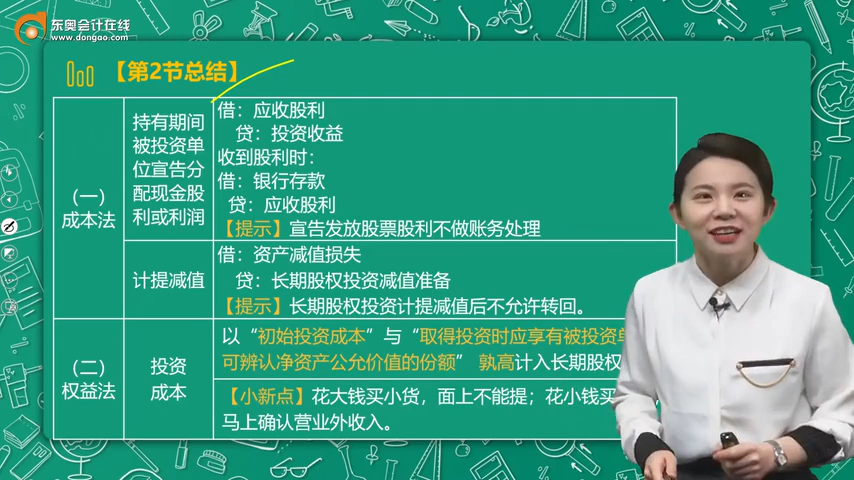 东奥会计在线
www.dongao.com
【第2节总结】
(一)
成本法
持有期间
被投资单
位宣告分
配现金股
利或利润
借：应收股利
贷：投资收益
收到股利时：
借：银行存款
贷：应收股利
【提示】宣告发放股票股利不做账务处理
计提减值
借：资产减值损失
贷：长期股权投资减值准备
【提示】长期股权投资计提减值后不允许转回。
(二)
权益法
投资
成本
以“初始投资成本”与“取得投资时应享有被投资单
可辨认净资产公允价值的份额” 孰高计入长期股权
【小新点】花大钱买小货，面上不能提；花小钱买
马上确认营业外收入。